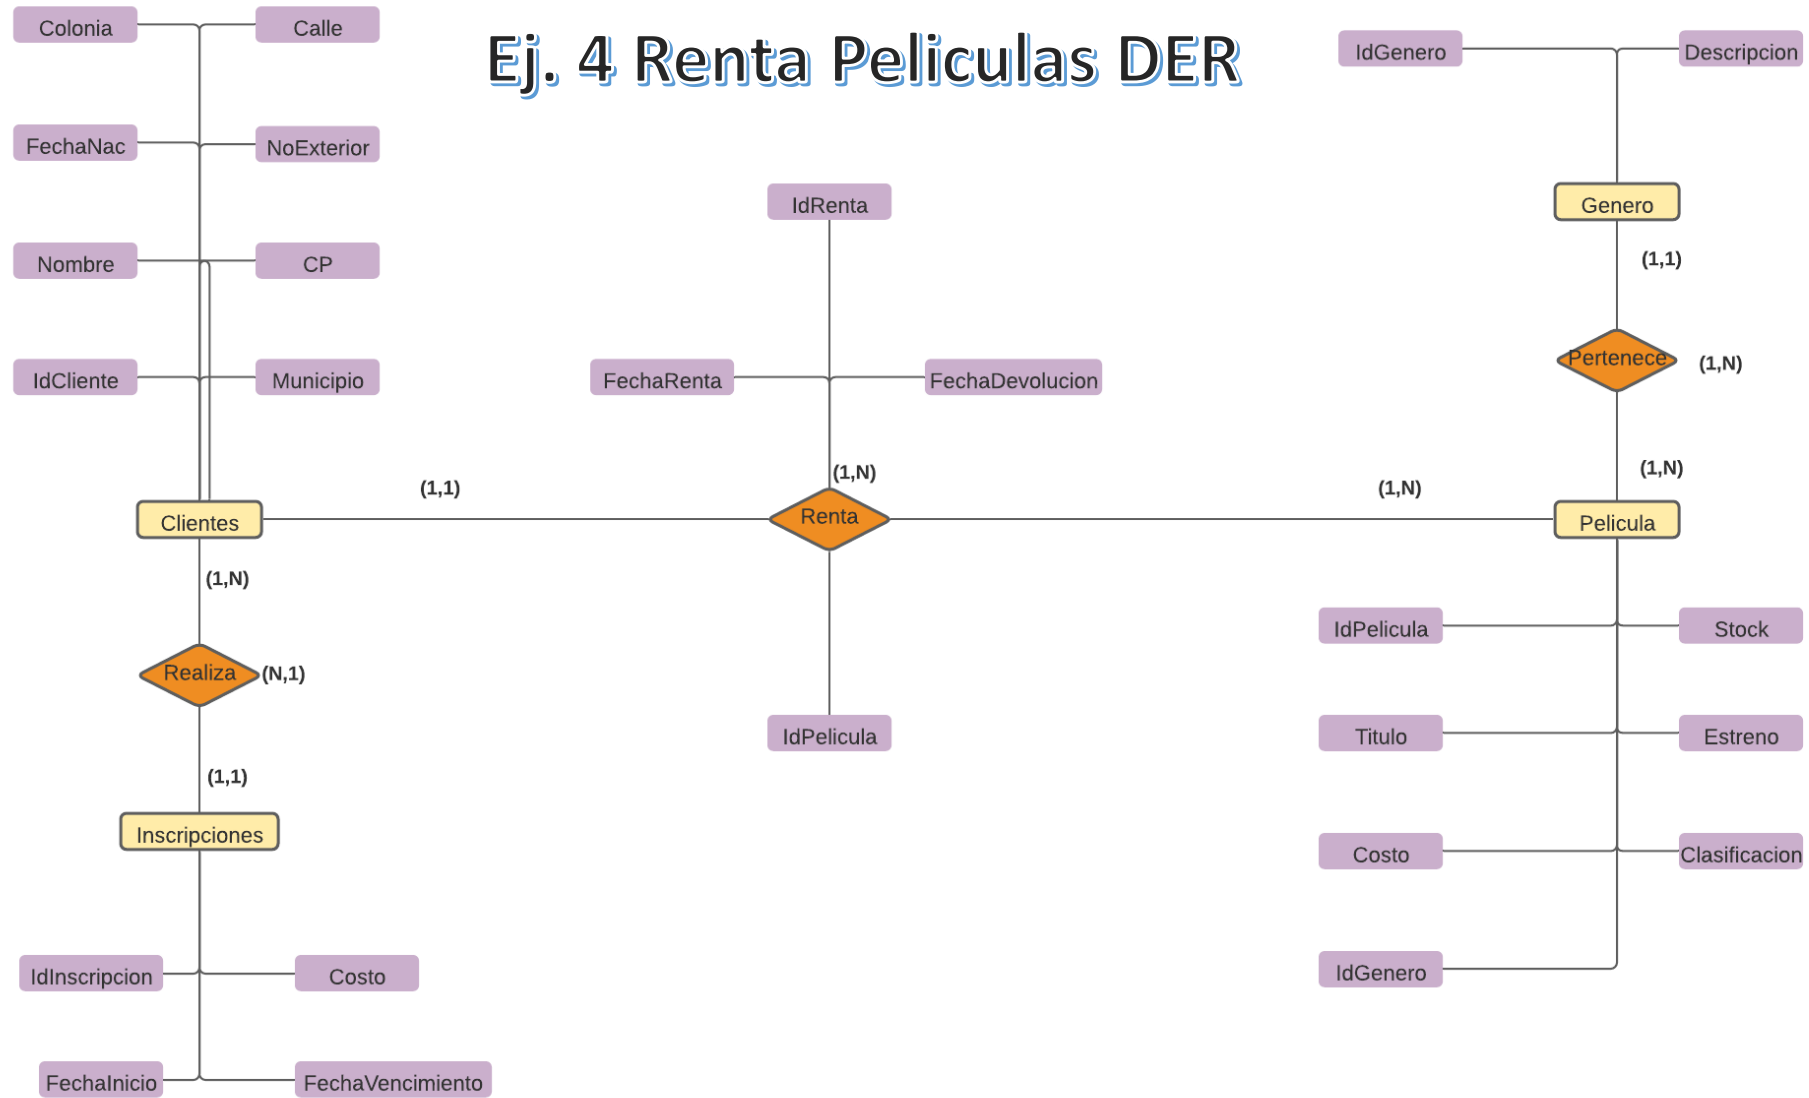 Ej. 4 Renta Peliculas DER
Colonia
Calle
FechaNac
NoExterior
Nombre
CP
IdCliente
Municipio
Clientes
(1,N)
Realiza
(N,1)
(1,1)
Inscripciones
IdInscripcion
Costo
FechaInicio
FechaVencimiento
(1,1)
IdRenta
FechaRenta
FechaDevolucion
(1,N)
Renta
IdPelicula
(1,N)
IdGenero
Descripcion
Genero
(1,1)
Pertenece
(1,N)
(1,N)
Pelicula
IdPelicula
Stock
Titulo
Estreno
Costo
Clasificacion
IdGenero